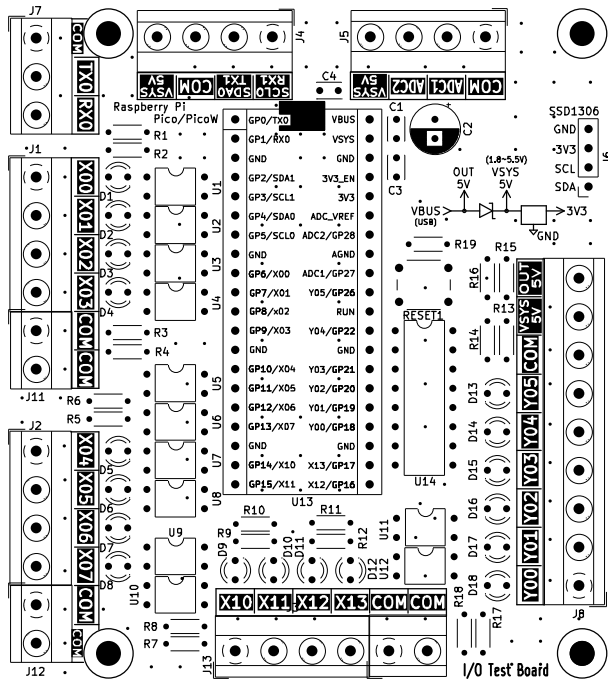 J7
J4
J5
COM
TX0
RX0
VSYS 5V
COM
SDA0 TX1
SCL0 RX1
VSYS 5V
ADC2
ADC1
COM
C4
Raspberry Pi
Pico/PicoW
R1
R2
C1
C2
C3
SSD1306
GND
3V3
SCL
SDA
J6
J1
X00
X01
X02
X03
COM
COM
J11
D1
D2
D3
D4
U1
U2
U3
U4
GP0/TX0 VBUS
GP1/RX0 VSYS
GND GND
GP2/SDA1 3V3_EN
GP3/SCL1 3V3
GP4/SDA0 ADC_VREF
GP5/SCL0 ADC2/GP28
GND AGND
GP6/X00 ADC1/GP27
GP7/X01 Y05/GP26
GP8/x02 RUN
GP9/X03 Y04/GP22
GND GND
GP10/X04 Y03/GP21
GP11/X05 Y02/GP20
GP12/X06 Y01/GP19
GP13/X07 Y00/GP18
GND GND
GP14/X10 X13/GP17
GP15/X11 X12/GP16
U13
OUT 5V
(1.8~5.5V)
VSYS 5V
VBUS
(USB)
3V3
GND
R19
RESET1
R15
R16
R13
R14
OUT 5V
VSYS 5V
COM
Y05
Y04
Y03
Y02
Y01
Y00
J8
R3
R4
R6
R5
J2
X04
X05
X06
X07
COM
COM
J12
D5
D6
D7
D8
U5
U6
U7
U8
U9
U10
U14
D13
D14
D15
D16
D17
D18
R10
R9
R11
R12
D9
D10
D11
D12
U11
U12
R8
R7
J13
X10
X11
X12
X13
COM
COM
R18
R17
I/O Test Board